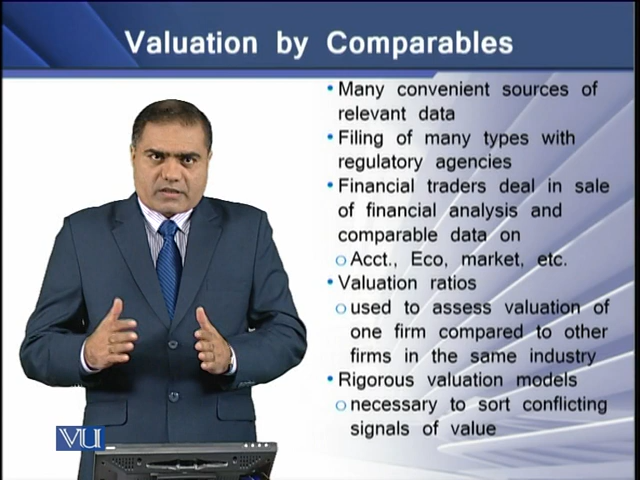 Valuation by Comparables
• Many convenient sources of
relevant data
• Filing of many types with
regulatory agencies
• Financial traders deal in sale
of financial analysis and
comparable data on
o Acct., Eco, market, etc.
• Valuation ratios
o used to assess valuation of
one firm compared to other
firms in the same industry
• Rigorous valuation models
o necessary to sort conflicting
signals of value
VU